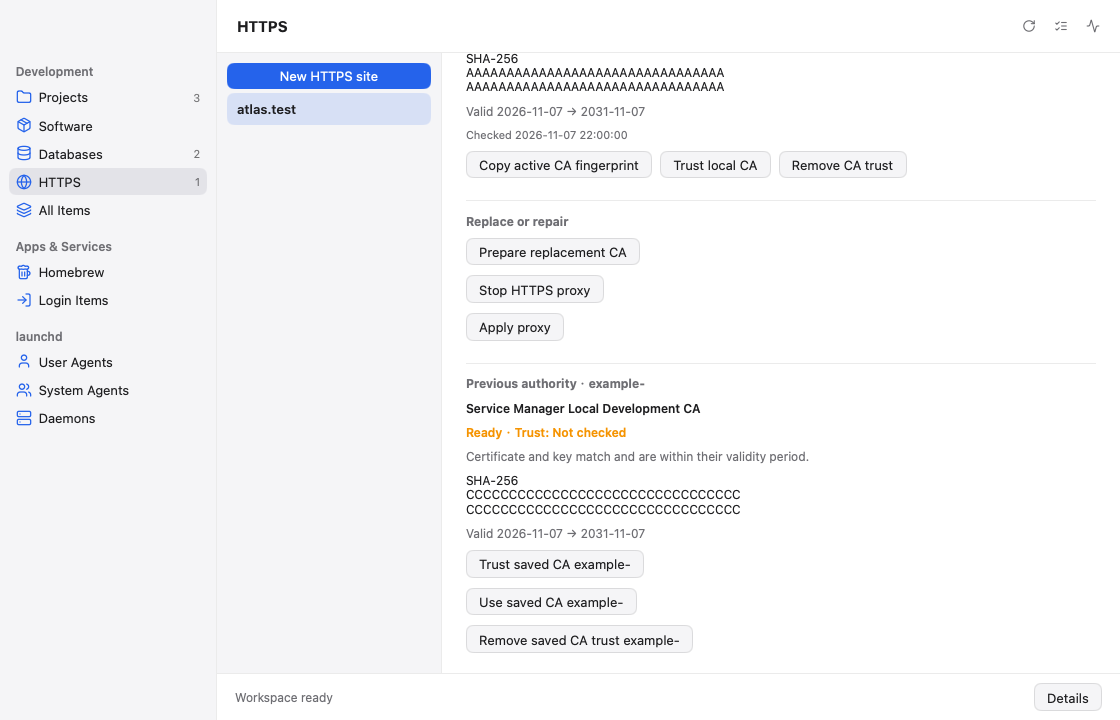 HTTPS
Development
Projects 3
Software
Databases 2
HTTPS 1
All Items
Apps & Services
Homebrew
Login Items
launchd
User Agents
System Agents
Daemons
New HTTPS site
atlas.test
SHA-256
AAAAAAAAAAAAAAAAAAAAAAAAAAAAAAAA
AAAAAAAAAAAAAAAAAAAAAAAAAAAAAAAA
Valid 2026-11-07 → 2031-11-07
Checked 2026-11-07 22:00:00
Copy active CA fingerprint Trust local CA Remove CA trust
Replace or repair
Prepare replacement CA
Stop HTTPS proxy
Apply proxy
Previous authority · example-
Service Manager Local Development CA
Ready · Trust: Not checked
Certificate and key match and are within their validity period.
SHA-256
CCCCCCCCCCCCCCCCCCCCCCCCCCCCCCCC
CCCCCCCCCCCCCCCCCCCCCCCCCCCCCCCC
Valid 2026-11-07 → 2031-11-07
Trust saved CA example-
Use saved CA example-
Remove saved CA trust example-
Workspace ready
Details